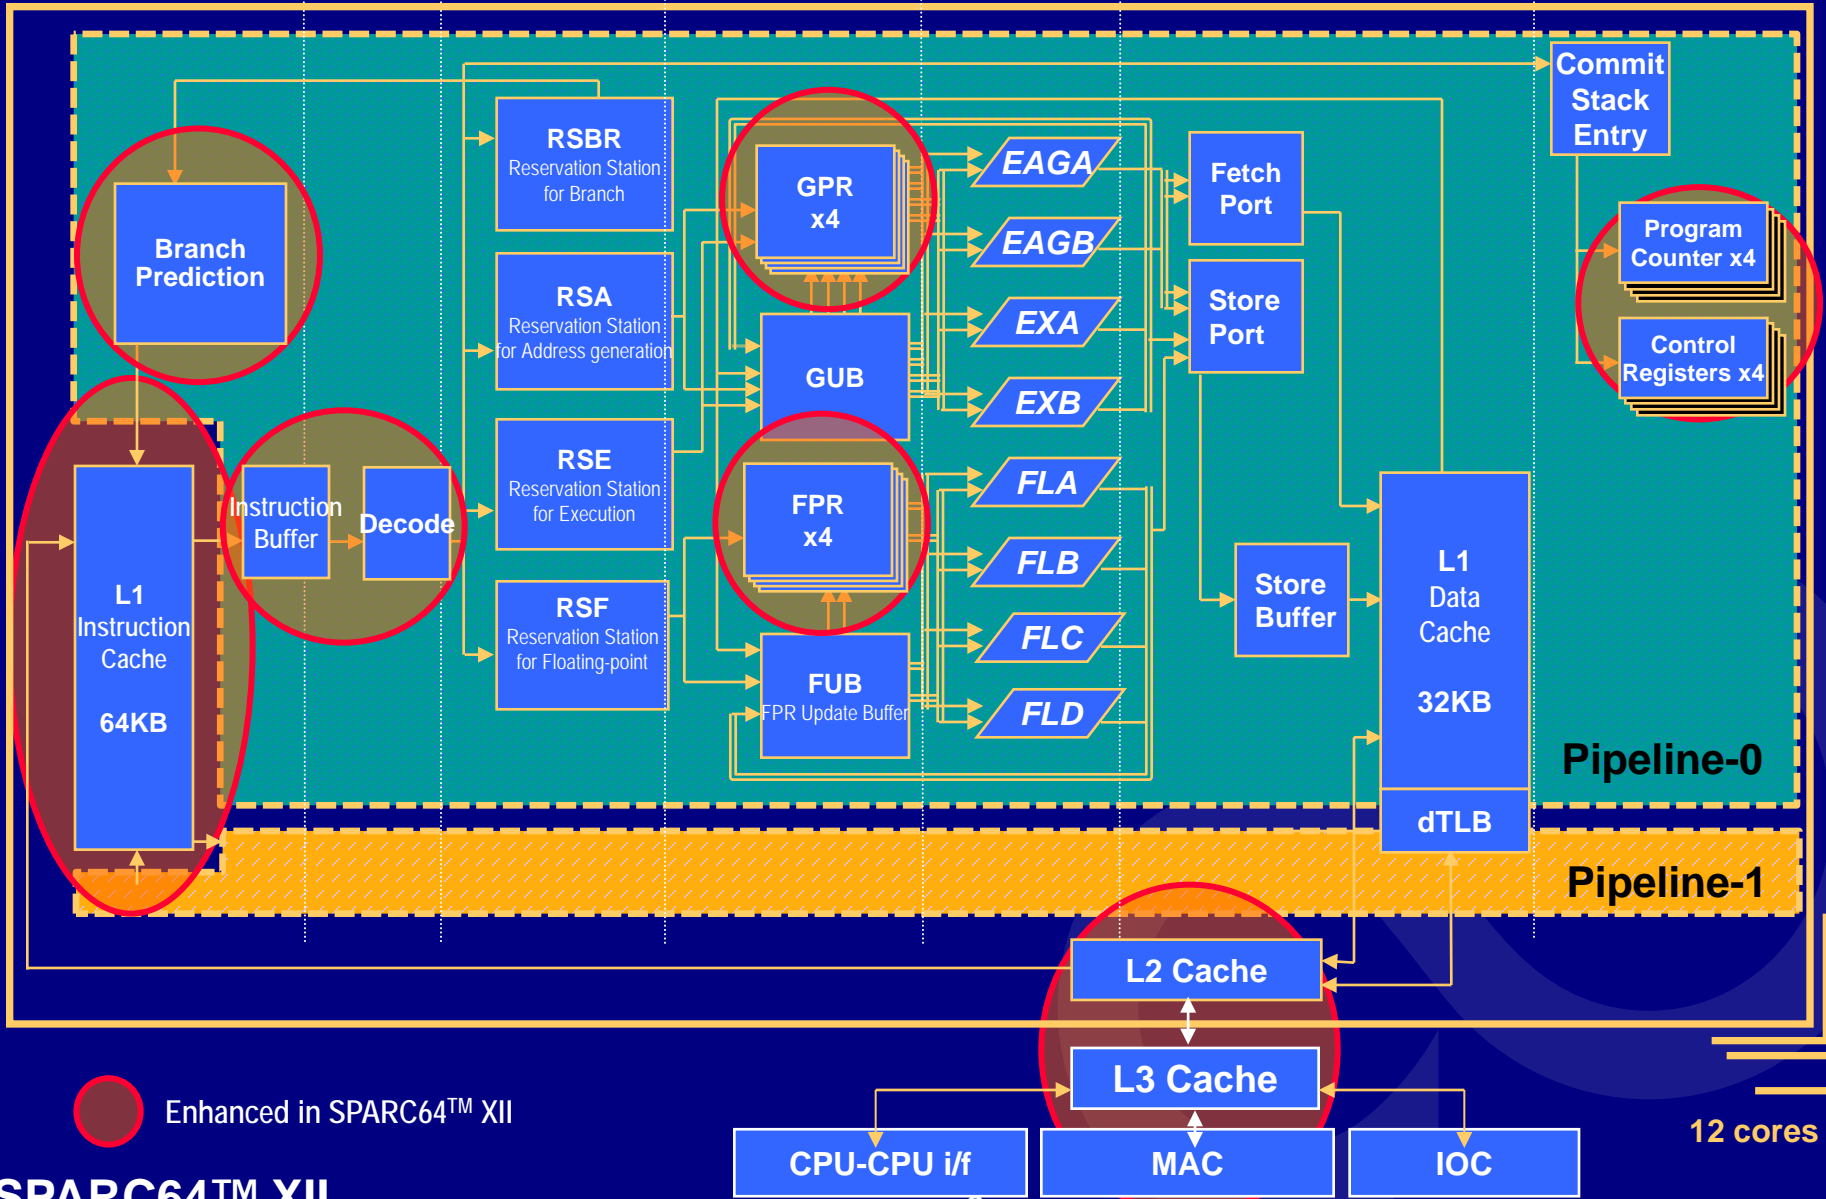 Commit
Stack
Entry
RSBR
Reservation Station
for Branch
GPR
x4
EAGA
Fetch
Port
Program
Counter x4
Branch
Prediction
EAGB
RSA
Reservation Station
for Address generation
Store
Port
EXA
Control
Registers x4
GUB
EXB
RSE
Reservation Station
for Execution
FPR
x4
FLA
Instruction
Buffer
Decode
FLB
L1
Data
Cache
32KB
Store
Buffer
L1
Instruction
Cache
64KB
RSF
Reservation Station
for Floating-point
FLC
FUB
FPR Update Buffer
FLD
Pipeline-0
dTLB
Pipeline-1
L2 Cache
L3 Cache
Enhanced in SPARC64TM XII
12 cores
CPU-CPU i/f
MAC
IOC
SPARC64TM XII